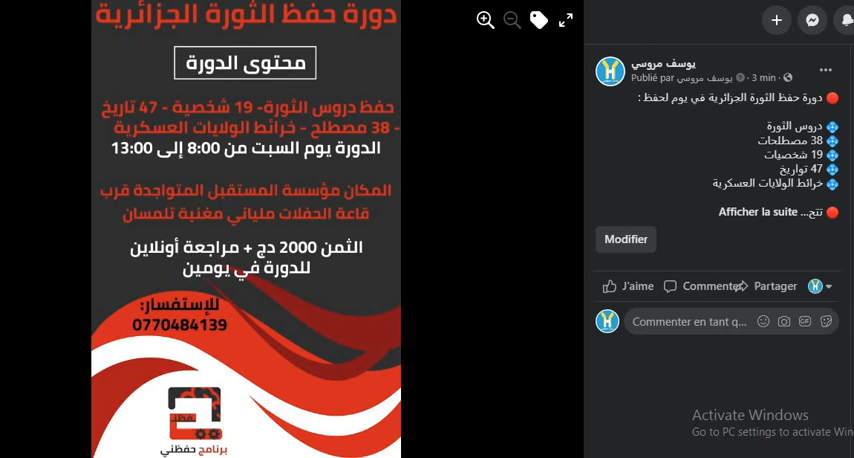 دورة حفظ الثورة الجزائرية
محتوى الدورة
حفظ دروس الثورة- 19 شخصية - 47 تاريخ
- 38 مصطلح - خرائط الولايات العسكرية
الدورة يوم السبت من 8:00 إلى 13:00
المكان مؤسسة المستقبل المتواجدة قرب
قاعة الحفلات ملياني مغنية تلمسان
الثمن 2000 دج + مراجعة أونلاين
للدورة في يومين
للإستفسار:
0770484139
برنامج حفظني
يوسف مروسي
Publié par يوسف مروسي · 3 min ·
🔴 دورة حفظ الثورة الجزائرية في يوم لحفظ :
💠 دروس الثورة
💠 38 مصطلحات
💠 19 شخصيات
💠 47 تواريخ
💠 خرائط الولايات العسكرية
🔴 تتح... Afficher la suite
Modifier
J'aime
Commenter
Partager
Commenter en tant q...
GIF
Activate Windows
Go to PC settings to activate Win